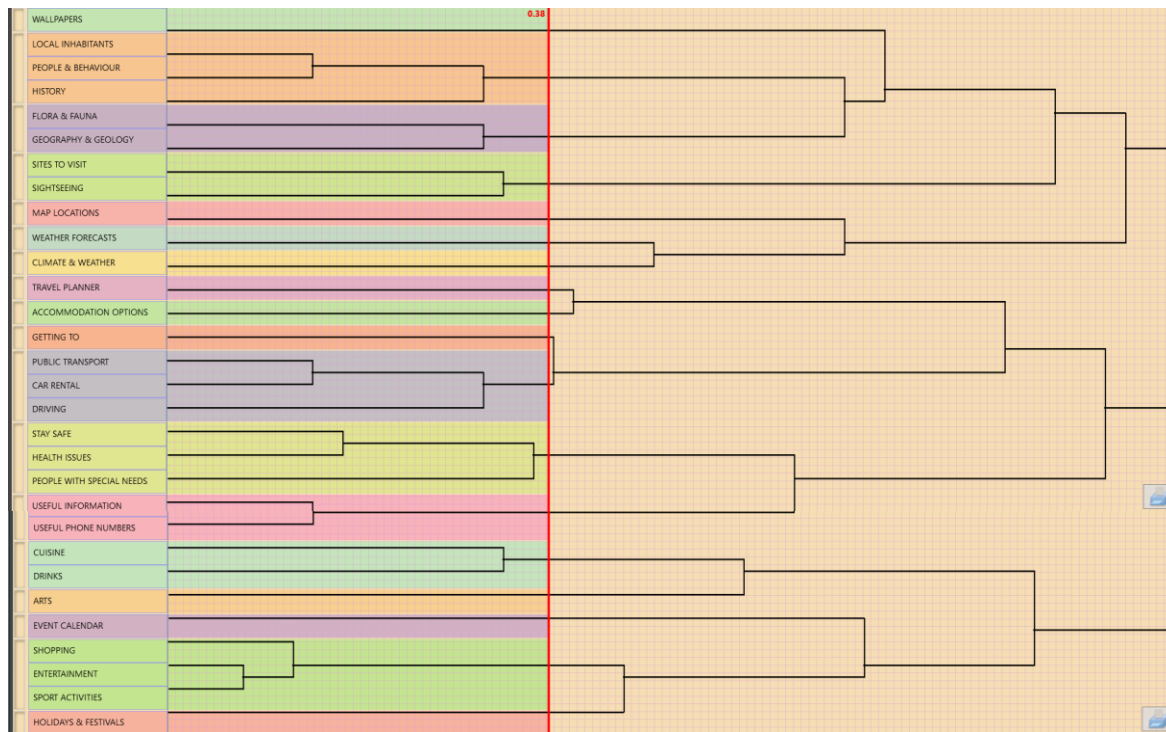 WALLPAPERS
0.38
LOCAL INHABITANTS
PEOPLE & BEHAVIOUR
HISTORY
FLORA & FAUNA
GEOGRAPHY & GEOLOGY
SITES TO VISIT
SIGHTSEEING
MAP LOCATIONS
WEATHER FORECASTS
CLIMATE & WEATHER
TRAVEL PLANNER
ACCOMMODATION OPTIONS
GETTING TO
PUBLIC TRANSPORT
CAR RENTAL
DRIVING
STAY SAFE
HEALTH ISSUES
PEOPLE WITH SPECIAL NEEDS
USEFUL INFORMATION
USEFUL PHONE NUMBERS
CUISINE
DRINKS
ARTS
EVENT CALENDAR
SHOPPING
ENTERTAINMENT
SPORT ACTIVITIES
HOLIDAYS & FESTIVALS